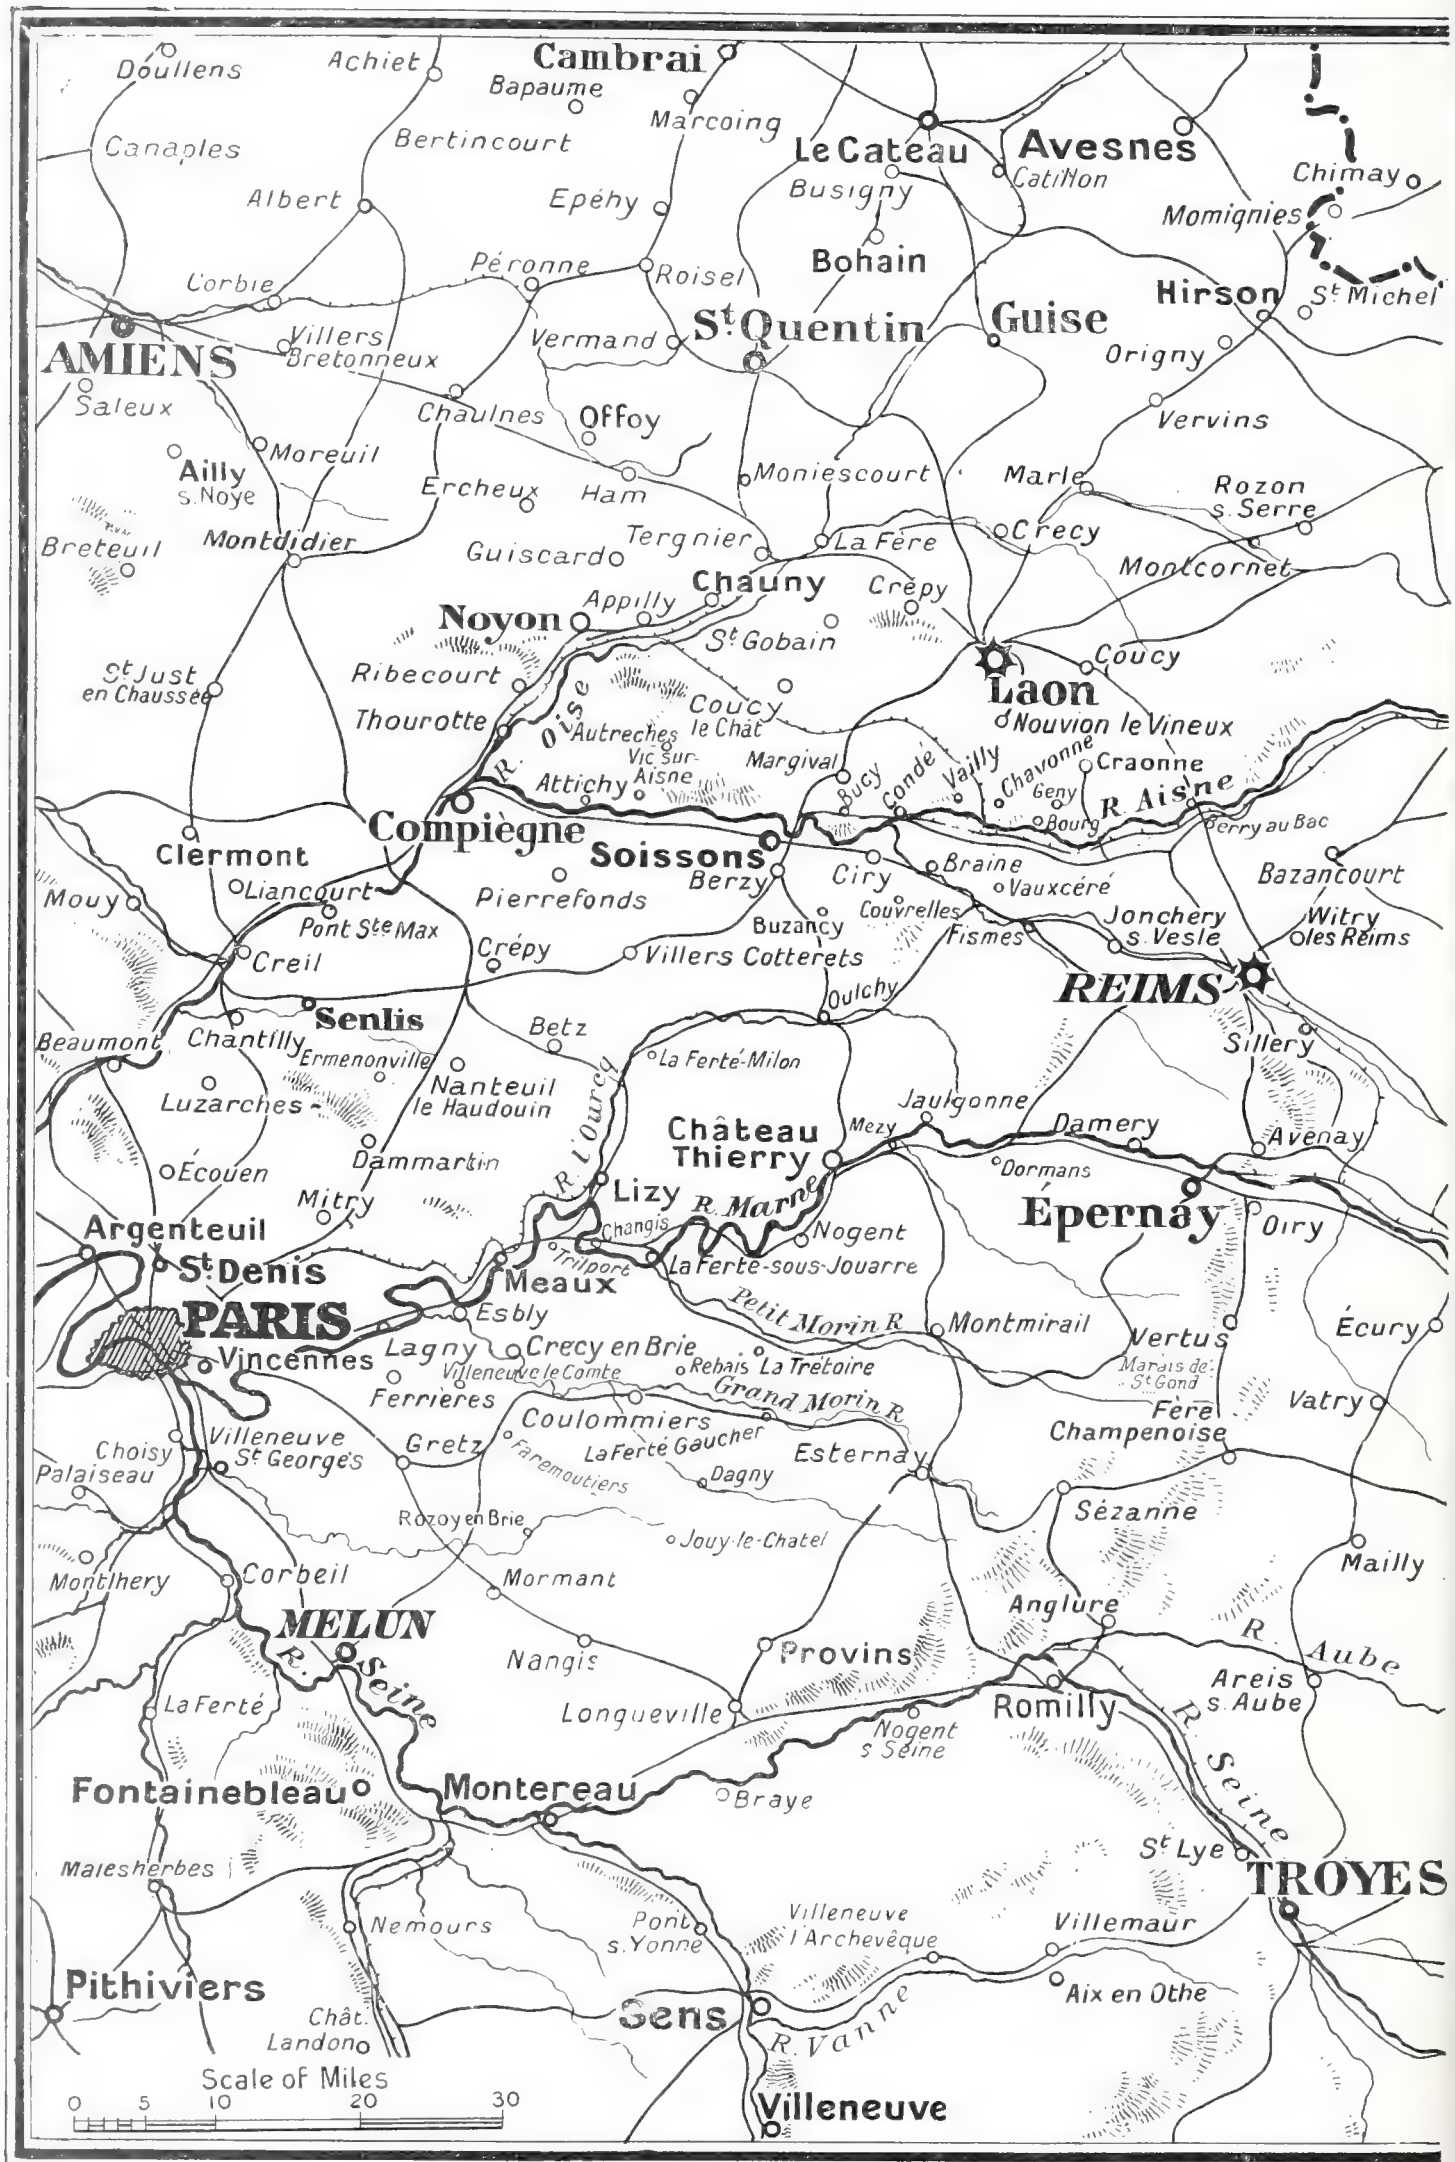 Doullens
Achiet
Cambrai
Bapaume
Marcoing
Canaples
Bertincourt
Le Cateau
Avesnes
Busigny
Catillon
Chimay
Albert
Epéhy
Momignies
Bohain
Péronne
Roisel
Corbie
Hirson
St. Michel
Villers
Bretonneux
Vermand
St. Quentin
Guise
AMIENS
Origny
Saleux
Chaulnes
Offoy
Vervins
Moreuil
Ailly
s. Noye
Ercheux
Ham
Moniescourt
Marle
Rozon
s. Serre
Breteuil
Montdidier
Guiscard
Tergnier
La Fère
Crecy
Montcornet
Chauny
Crépy
Noyon
Appilly
St. Gobain
St. Just
en Chaussée
Ribecourt
Coucy
Laon
Coucy
le Chât
Nouvion le Vineux
Thourotte
R. Oise
Autreches
Vic sur-
Aisne
Margival
Attichy
Bucy
Condé
Vailly
Chavonne
Craonne
Geny
Bourg
R. Aisne
Berry au Bac
Compiègne
Soissons
Clermont
Liancourt
Pierrefonds
Berzy
Ciry
Braine
Vauxcéré
Bazancourt
Mouy
Pont Ste Max
Couvrelles
Buzancy
Fismes
Jonchery
s. Vesle
Witry
les Reims
Creil
Crépy
Villers Cotterets
REIMS
Oulchy
Senlis
Chantilly
Beaumont
Ermenonville
Betz
Sillery
La Ferté-Milon
Nanteuil
le Haudouin
Luzarches
R. l'Ourcq
Jaulgonne
Château
Thierry
Mezy
Damery
Avenay
Écouen
Dammartin
Dormans
Mitry
Lizy
R. Marne
Épernay
Oiry
Argenteuil
Changis
Nogent
St. Denis
Trilport
Meaux
La Ferté-sous-Jouarre
PARIS
Esbly
Petit Morin R
Montmirail
Vertus
Écury
Vincennes
Lagny
Crecy en Brie
Villeneuve le Comte
Rebais
La Trétoire
Marais de
St Gond
Ferrières
Grand Morin R
Vatry
Fère
Champenoise
Coulommiers
Choisy
Villeneuve
St. Georges
Gretz
Faremoutiers
La Ferté Gaucher
Esternay
Palaiseau
Dagny
Sézanne
Rozoy en Brie
Jouy-le-Chatel
Mailly
Montlhery
Corbeil
Mormant
Anglure
MELUN
R. Aube
Nangis
Provins
R. Seine
Areis
s. Aube
La Ferté
Longueville
Romilly
Nogent
s Seine
R. Seine
Fontainebleau
Montereau
Braye
St Lye
Malesherbes
TROYES
Nemours
Pont
s. Yonne
Villeneuve
l'Archevêque
Villemaur
Pithiviers
Aix en Othe
Chât.
Landon
Sens
R. Vanne
Scale of Miles
0 5 10 20 30
Villeneuve